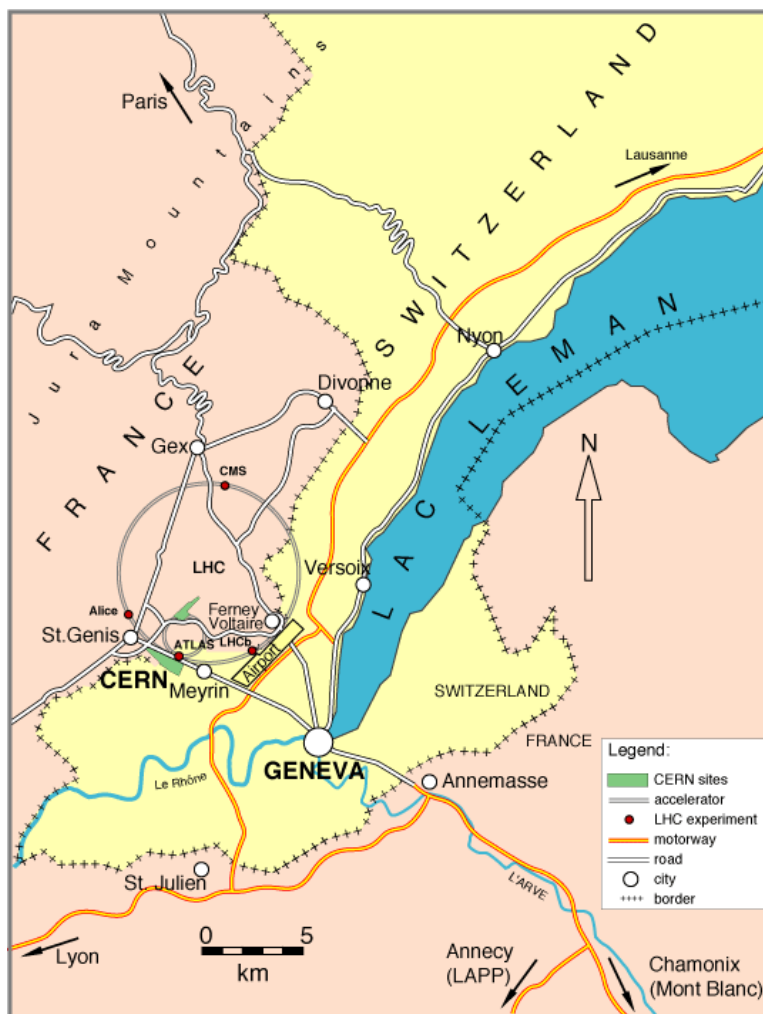 Paris
Jura Mountains
SWITZERLAND
Lausanne
FRANCE
LAC LEMAN
Nyon
Divonne
Gex
CMS
N
LHC
Versoix
Alice
Ferney
Voltaire
St.Genis
ATLAS
LHCb
Airport
CERN
Meyrin
SWITZERLAND
FRANCE
GENEVA
Le Rhône
Annemasse
St. Julien
L'ARVE
Lyon
0 5
km
Annecy
(LAPP)
Chamonix
(Mont Blanc)
Legend:
CERN sites
accelerator
LHC experiment
motorway
road
city
border